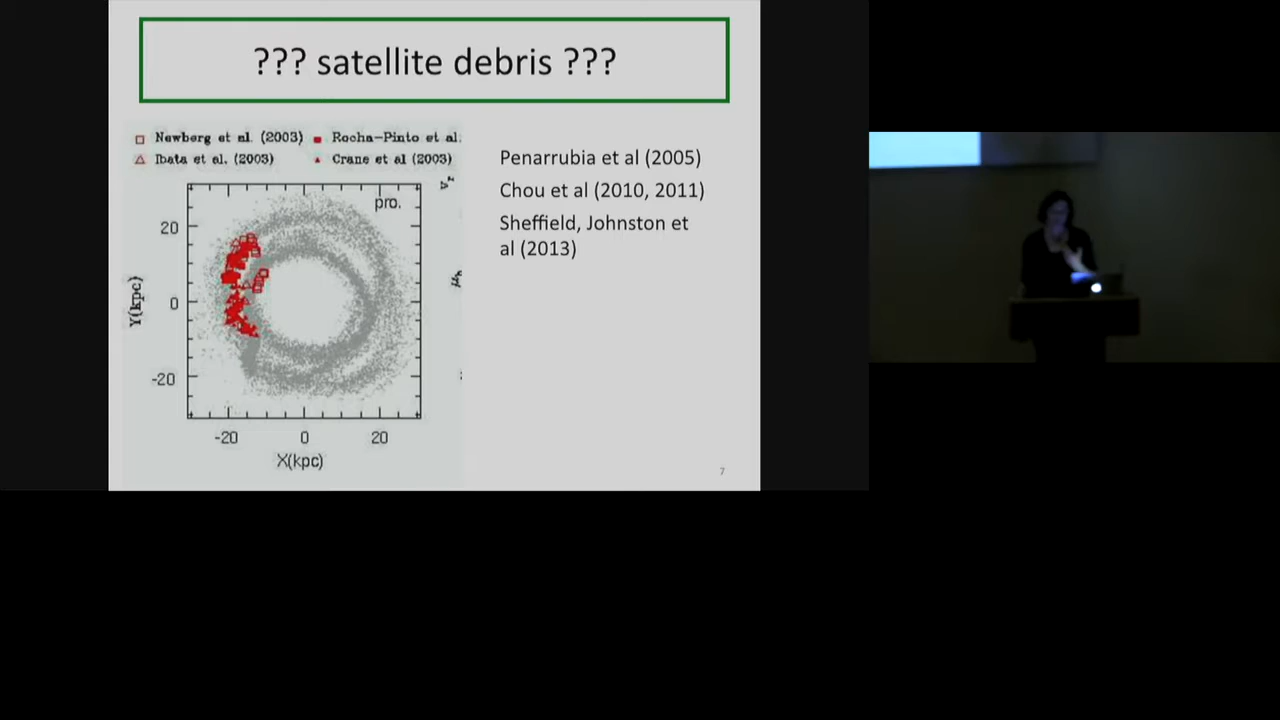 ??? satellite debris ???
Newberg et al. (2003)
Rocha-Pinto et al.
Ibata et al. (2003)
Crane et al (2003)
pro.
20
0
-20
Y(kpc)
-20 0 20
X(kpc)
Penarrubia et al (2005)
Chou et al (2010, 2011)
Sheffield, Johnston et
al (2013)
7